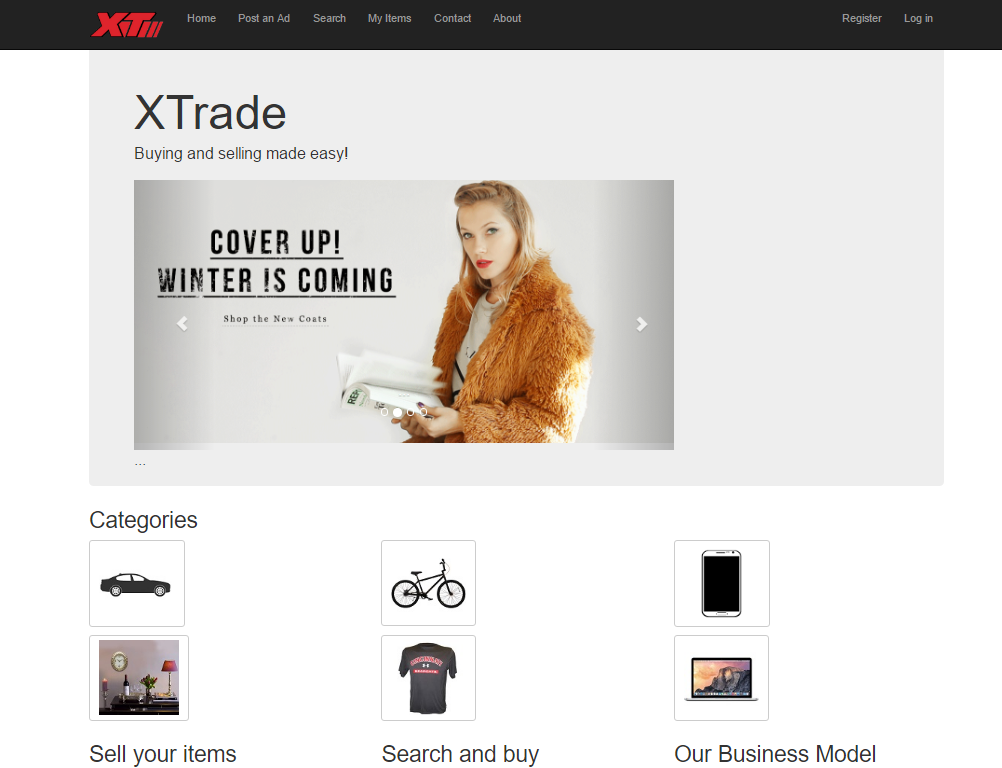 XTM Home Post an Ad Search My Items Contact About Register Log in
XTrade
Buying and selling made easy!
COVER UP!
WINTER IS COMING
Shop the New Coats
...
...
Categories
Sell your items Search and buy Our Business Model